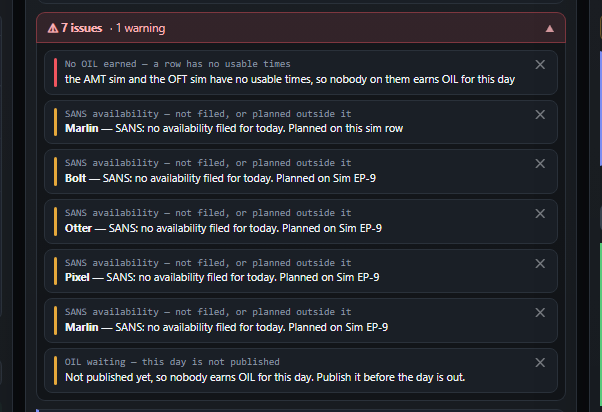 ⚠ 7 issues · 1 warning ▲
No OIL earned — a row has no usable times
the AMT sim and the OFT sim have no usable times, so nobody on them earns OIL for this day
SANS availability — not filed, or planned outside it
Marlin — SANS: no availability filed for today. Planned on this sim row
SANS availability — not filed, or planned outside it
Bolt — SANS: no availability filed for today. Planned on Sim EP-9
SANS availability — not filed, or planned outside it
Otter — SANS: no availability filed for today. Planned on Sim EP-9
SANS availability — not filed, or planned outside it
Pixel — SANS: no availability filed for today. Planned on Sim EP-9
SANS availability — not filed, or planned outside it
Marlin — SANS: no availability filed for today. Planned on Sim EP-9
OIL waiting — this day is not published
Not published yet, so nobody earns OIL for this day. Publish it before the day is out.